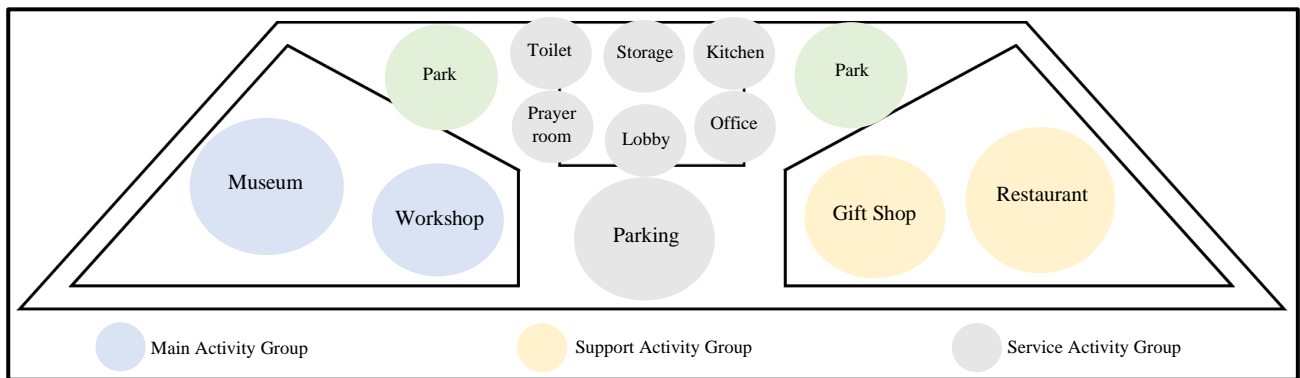 Toilet
Storage
Kitchen
Park
Park
Prayer
room
Lobby
Office
Museum
Workshop
Parking
Gift Shop
Restaurant
Main Activity Group
Support Activity Group
Service Activity Group